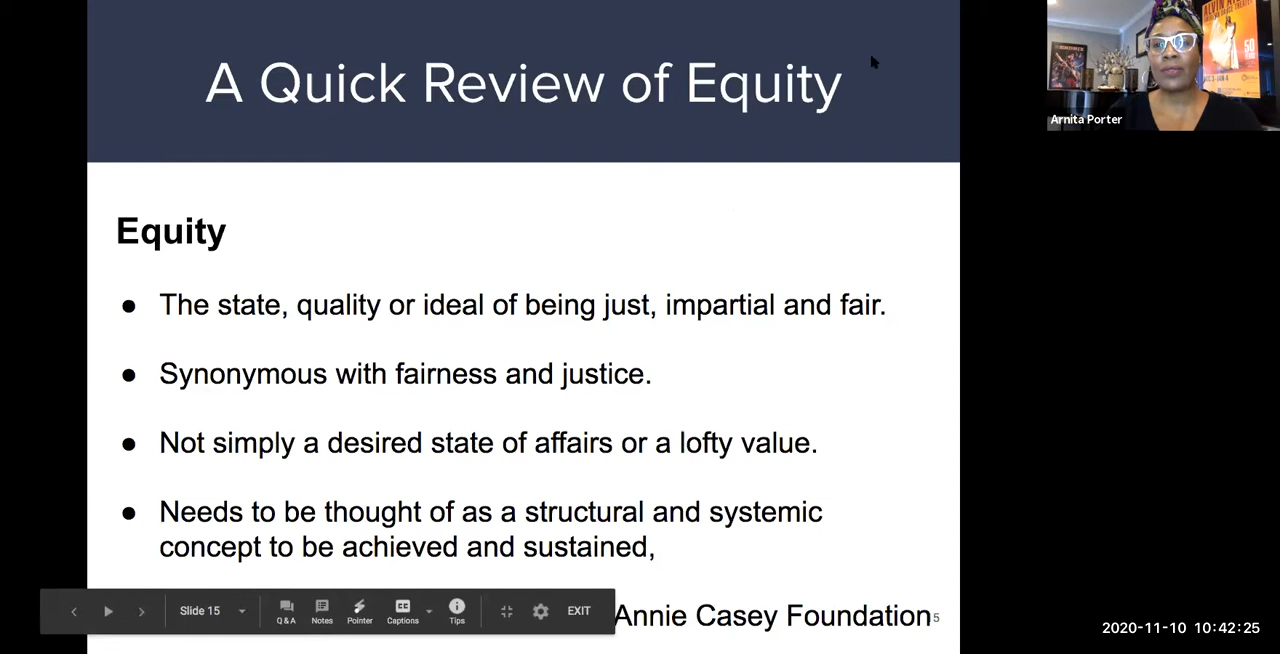 A Quick Review of Equity
Equity
● The state, quality or ideal of being just, impartial and fair.
● Synonymous with fairness and justice.
● Not simply a desired state of affairs or a lofty value.
● Needs to be thought of as a structural and systemic
concept to be achieved and sustained,
Annie Casey Foundation
5
Slide 15
Q & A
Notes
Pointer
CC
Captions
Tips
EXIT
ALVIN
50
Arnita Porter
2020-11-10 10:42:25